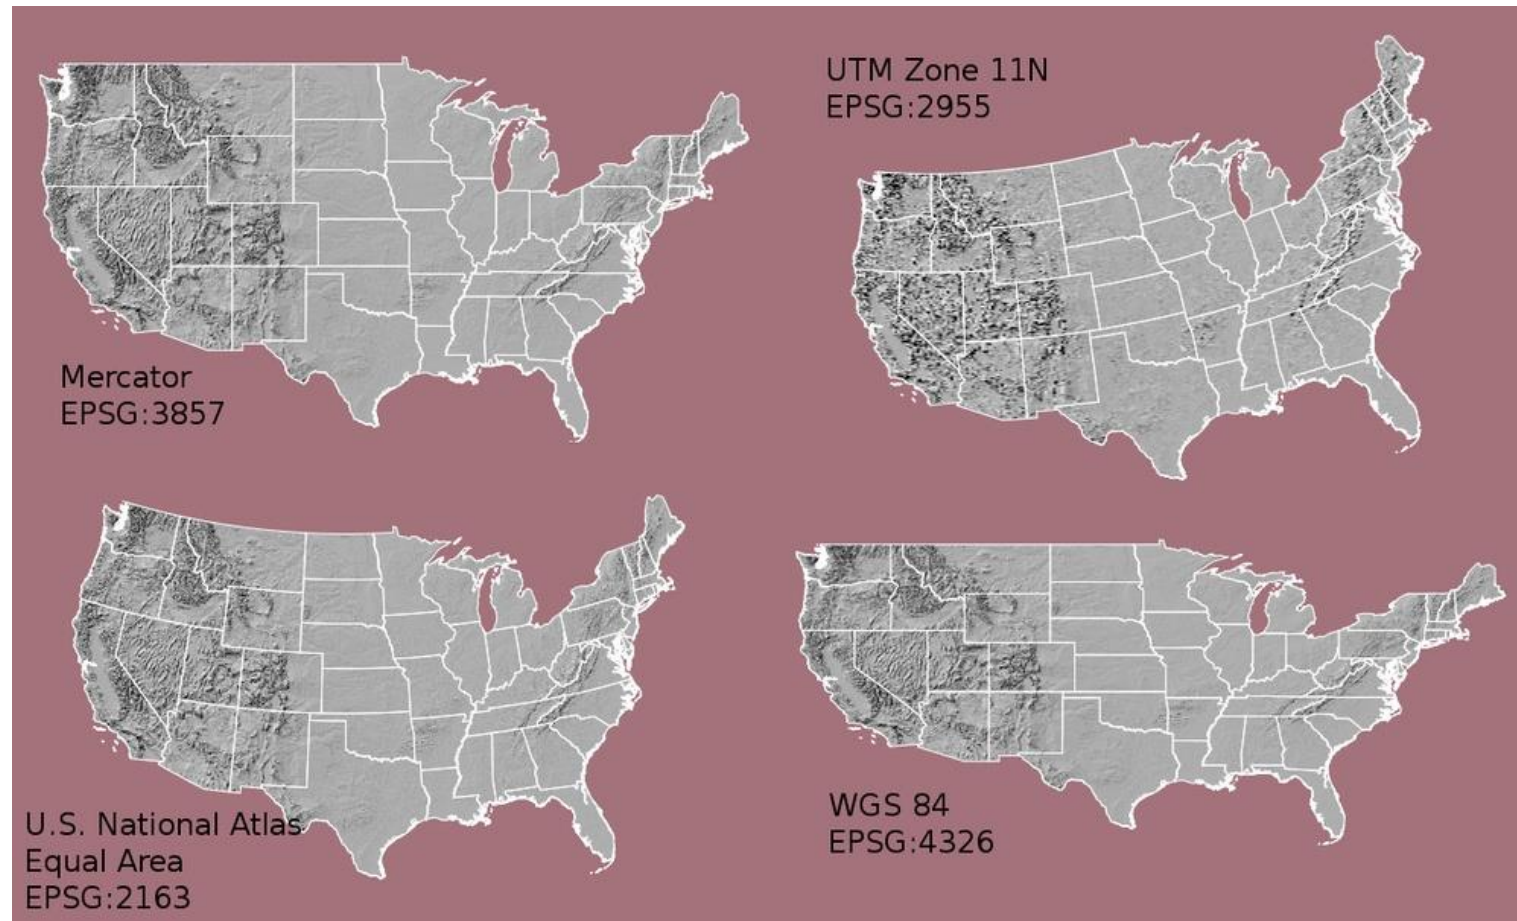 Mercator
EPSG:3857
UTM Zone 11N
EPSG:2955
U.S. National Atlas
Equal Area
EPSG:2163
WGS 84
EPSG:4326